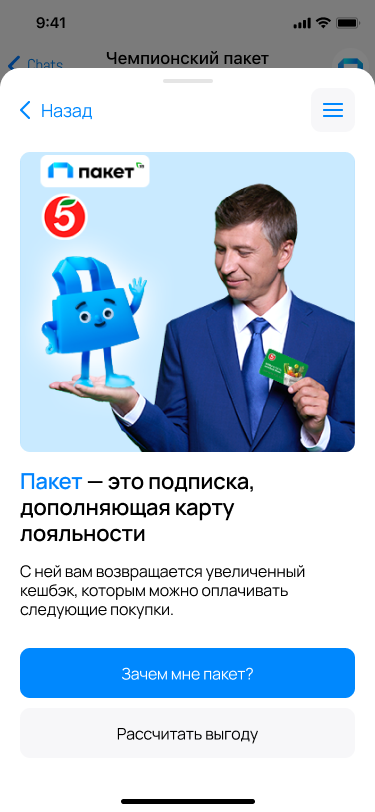 9:41
Chats
Чемпионский пакет
Назад
пакет
5
Пакет — это подписка,
дополняющая карту
лояльности
С ней вам возвращается увеличенный
кешбэк, которым можно оплачивать
следующие покупки.
Зачем мне пакет?
Рассчитать выгоду